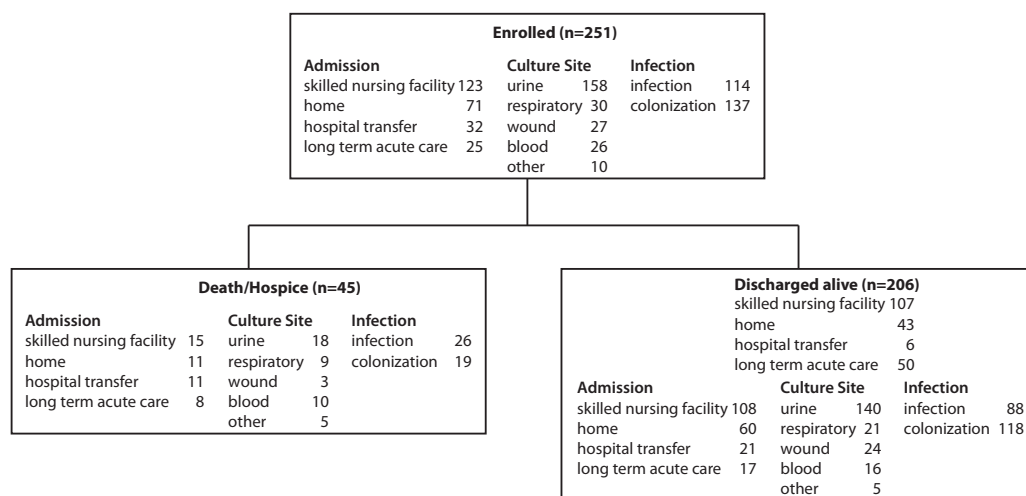 Enrolled (n=251)
Admission Culture Site Infection
skilled nursing facility 123 urine 158 infection 114
home 71 respiratory 30 colonization 137
hospital transfer 32 wound 27
long term acute care 25 blood 26
other 10
Death/Hospice (n=45)
Admission Culture Site Infection
skilled nursing facility 15 urine 18 infection 26
home 11 respiratory 9 colonization 19
hospital transfer 11 wound 3
long term acute care 8 blood 10
other 5
Discharged alive (n=206)
skilled nursing facility 107
home 43
hospital transfer 6
long term acute care 50
Admission Culture Site Infection
skilled nursing facility 108 urine 140 infection 88
home 60 respiratory 21 colonization 118
hospital transfer 21 wound 24
long term acute care 17 blood 16
other 5